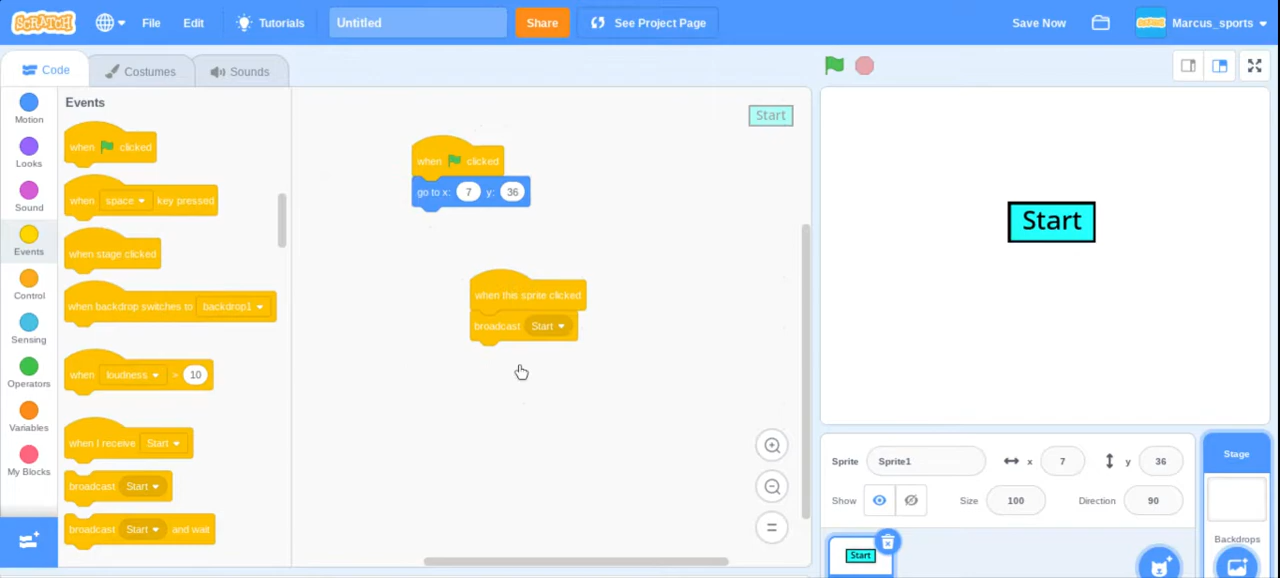 SCRATCH File Edit Tutorials Untitled Share See Project Page Save Now Marcus_sports
Code Costumes Sounds
Motion
Looks
Sound
Events
Control
Sensing
Operators
Variables
My Blocks
Events
when clicked
when space key pressed
when stage clicked
when backdrop switches to backdrop1
when loudness > 10
when I receive Start
broadcast Start
broadcast Start and wait
Start
when clicked
go to x: 7 y: 36
when this sprite clicked
broadcast Start
Start
Sprite Sprite1 x 7 y 36
Show Size 100 Direction 90
Start
Stage
Backdrops